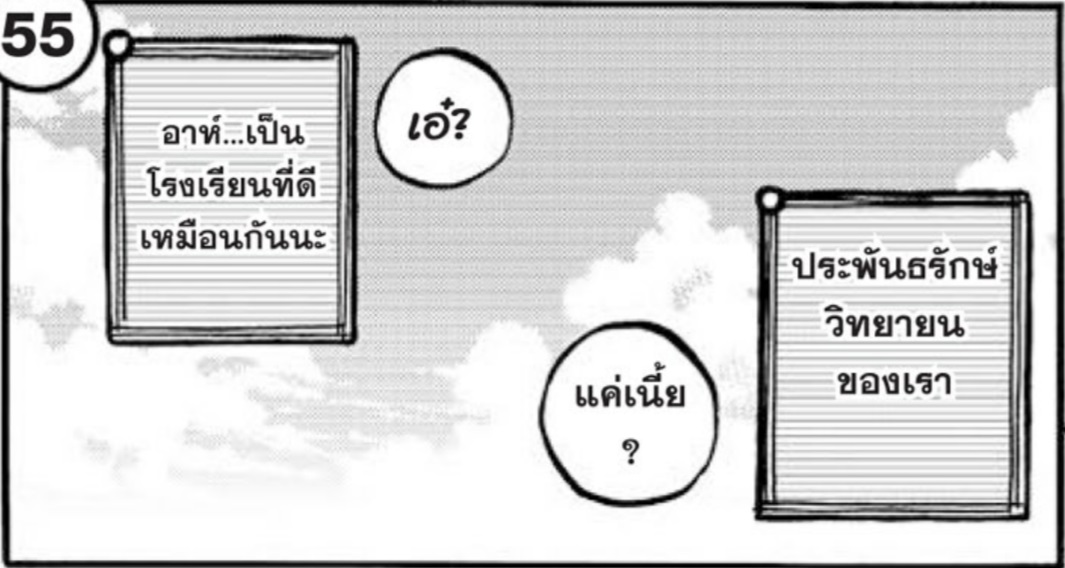 55
อาห์...เป็น
โรงเรียนที่ดี
เหมือนกันนะ
เอ๋?
แค่เนี้ย
?
ประพันธรักษ์
วิทยายน
ของเรา